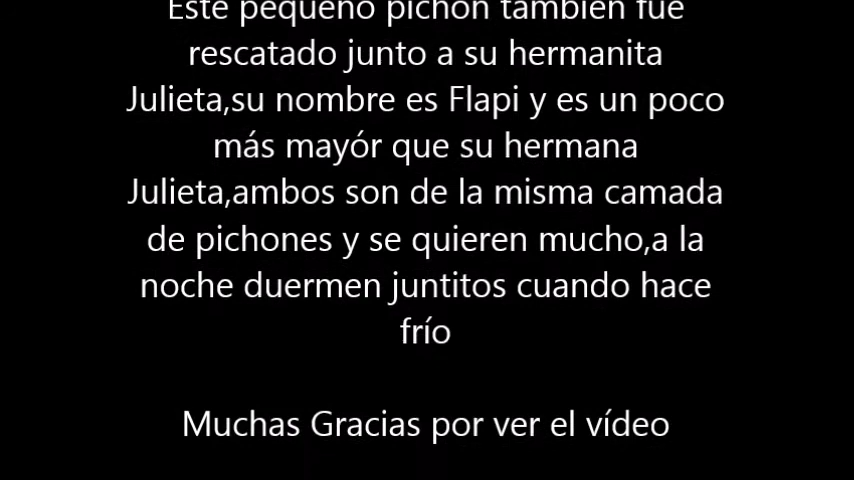 Este pequeño pichón también fue
rescatado junto a su hermanita
Julieta,su nombre es Flapi y es un poco
más mayór que su hermana
Julieta,ambos son de la misma camada
de pichones y se quieren mucho,a la
noche duermen juntitos cuando hace
frío
Muchas Gracias por ver el vídeo